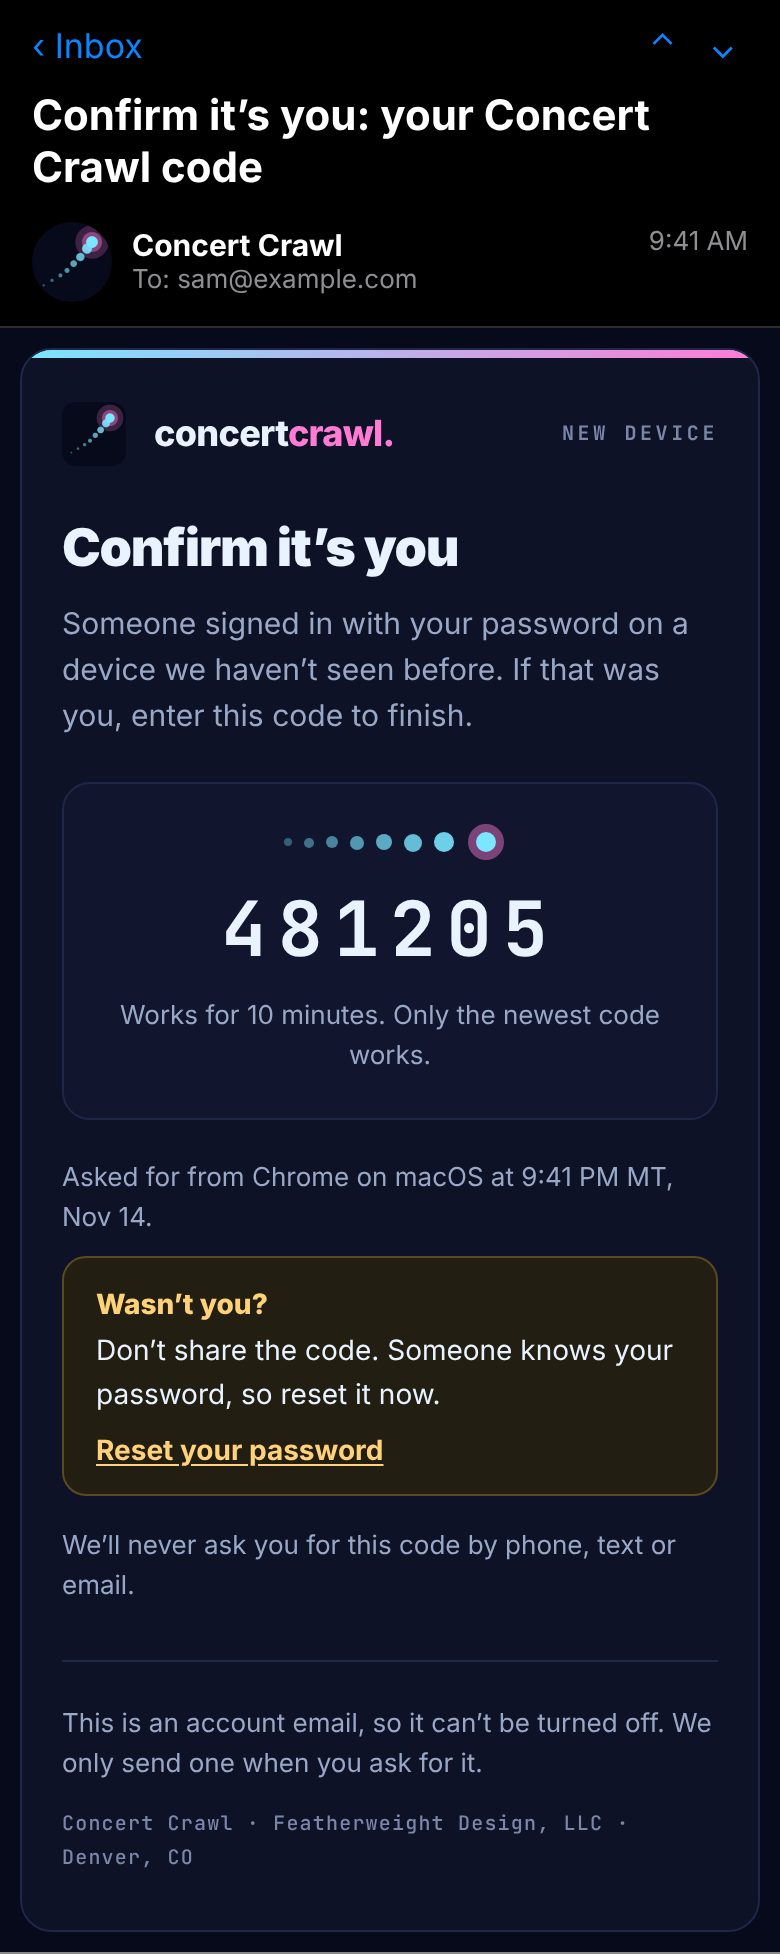 ‹ Inbox
Confirm it’s you: your Concert
Crawl code
Concert Crawl
9:41 AM
To: sam@example.com
concertcrawl.
NEW DEVICE
Confirm it’s you
Someone signed in with your password on a
device we haven’t seen before. If that was
you, enter this code to finish.
481205
Works for 10 minutes. Only the newest code
works.
Asked for from Chrome on macOS at 9:41 PM MT,
Nov 14.
Wasn’t you?
Don’t share the code. Someone knows your
password, so reset it now.
Reset your password
We’ll never ask you for this code by phone, text or
email.
This is an account email, so it can’t be turned off. We
only send one when you ask for it.
Concert Crawl · Featherweight Design, LLC ·
Denver, CO